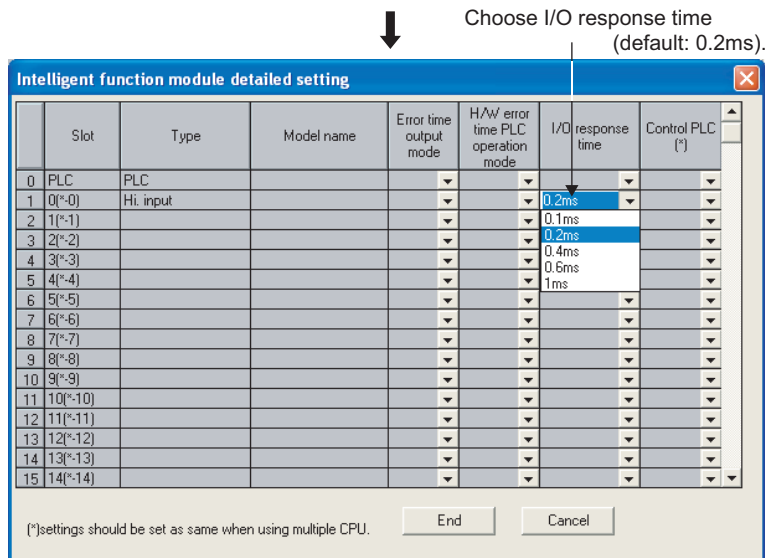 Choose I/O response time
(default: 0.2ms).
Intelligent function module detailed setting
Slot Type Model name Error time output mode H/W error time PLC operation mode I/O response time Control PLC (*)
0 PLC PLC
1 0(*-0) Hi. input 0.2ms
2 1(*-1) 0.1ms
3 2(*-2) 0.2ms
4 3(*-3) 0.4ms
5 4(*-4) 0.6ms
1ms
6 5(*-5)
7 6(*-6)
8 7(*-7)
9 8(*-8)
10 9(*-9)
11 10(*-10)
12 11(*-11)
13 12(*-12)
14 13(*-13)
15 14(*-14)
(*)settings should be set as same when using multiple CPU. End Cancel